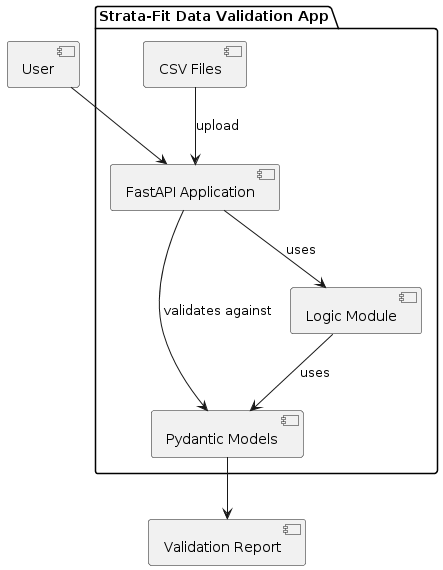 Strata-Fit Data Validation App
User
CSV Files
upload
FastAPI Application
uses
validates against
Logic Module
uses
Pydantic Models
Validation Report